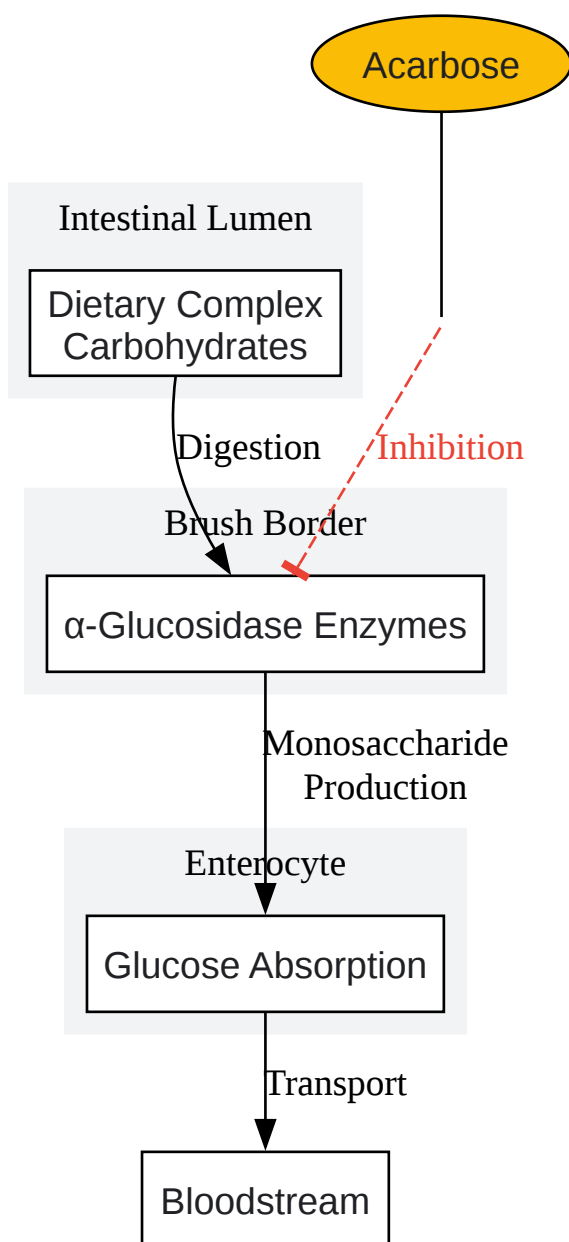 Acarbose
Intestinal Lumen
Dietary Complex
Carbohydrates
Digestion
Inhibition
Brush Border
α-Glucosidase Enzymes
Monosaccharide
Production
Enterocyte
Glucose Absorption
Transport
Bloodstream